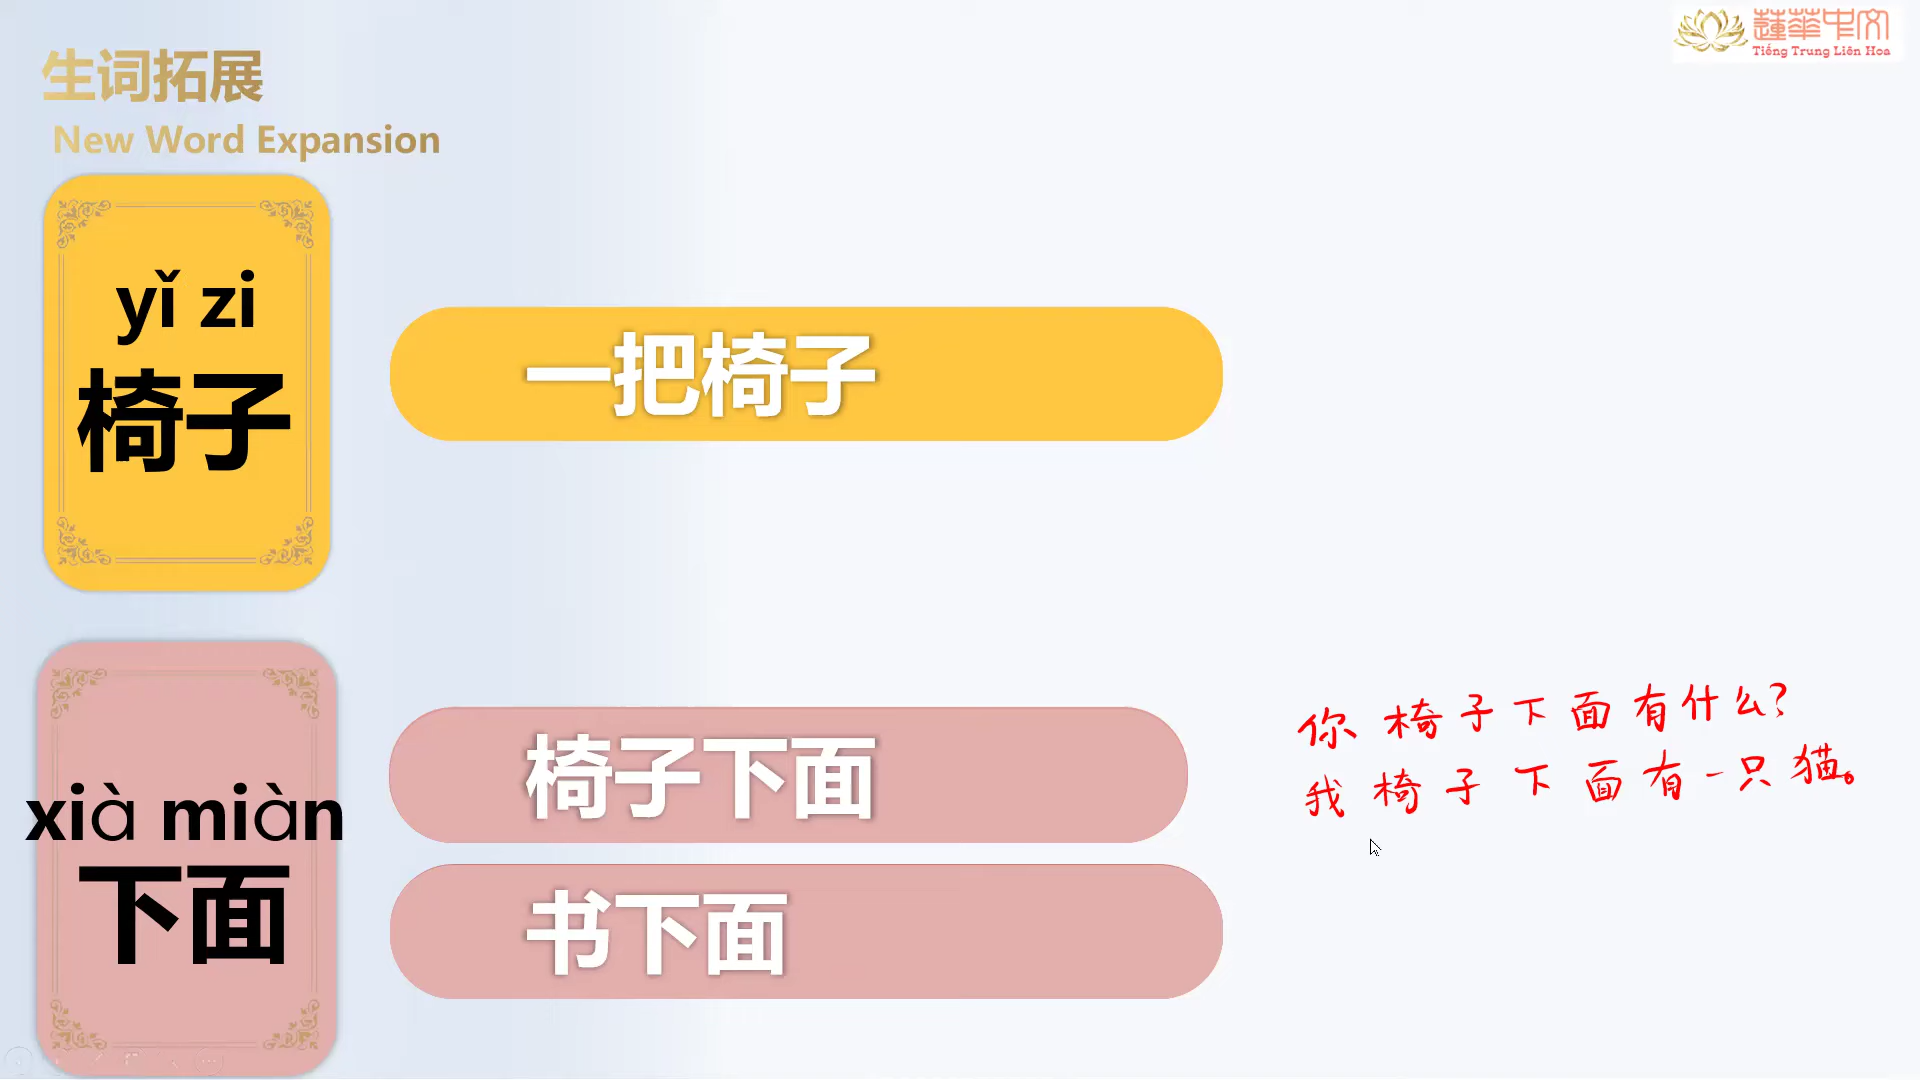 生词拓展
New Word Expansion
蓮華中文
Tiếng Trung Liên Hoa
yǐ zi
椅子
一把椅子
xià miàn
下面
椅子下面
书下面
你椅子下面有什么?
我椅子下面有一只猫。